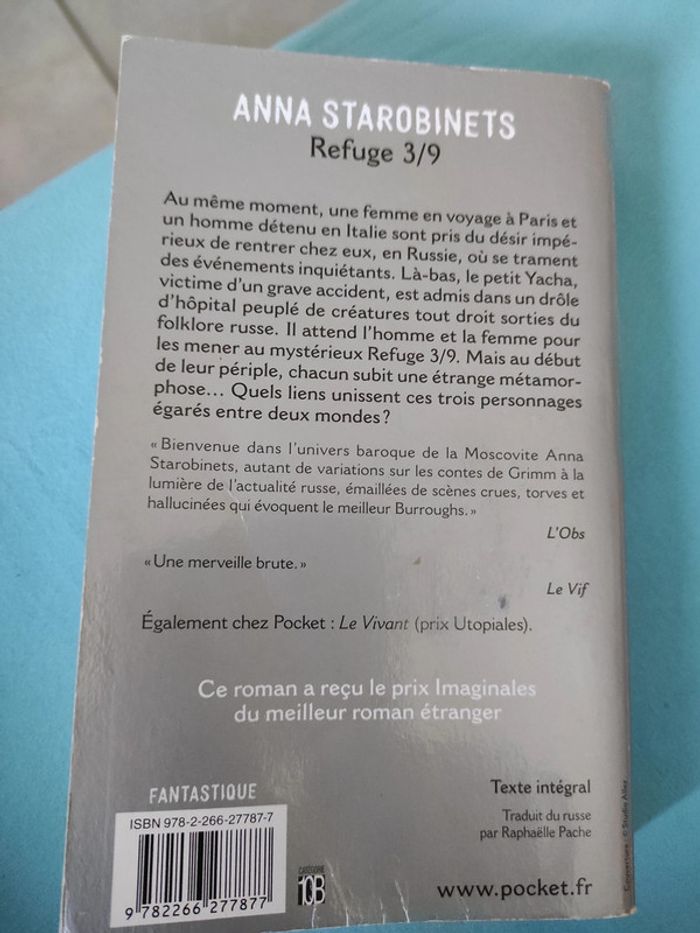 ANNA STAROBINETS
Refuge 3/9
Au même moment, une femme en voyage à Paris et
un homme détenu en Italie sont pris du désir impé-
rieux de rentrer chez eux, en Russie, où se trament
des événements inquiétants. Là-bas, le petit Yacha,
victime d'un grave accident, est admis dans un drôle
d'hôpital peuplé de créatures tout droit sorties du
folklore russe. Il attend l'homme et la femme pour
les mener au mystérieux Refuge 3/9. Mais au début
de leur périple, chacun subit une étrange métamor-
phose... Quels liens unissent ces trois personnages
égarés entre deux mondes ?
« Bienvenue dans l'univers baroque de la Moscovite Anna
Starobinets, autant de variations sur les contes de Grimm à la
lumière de l'actualité russe, émaillées de scènes crues, torves et
hallucinées qui évoquent le meilleur Burroughs. »
L'Obs
« Une merveille brute. »
Le Vif
Également chez Pocket : Le Vivant (prix Utopiales).
Ce roman a reçu le prix Imaginales
du meilleur roman étranger
FANTASTIQUE
ISBN 978-2-266-27787-7
9 782266 277877
CATÉGORIE
10B
Texte intégral
Traduit du russe
par Raphaëlle Pache
www.pocket.fr
Couverture : © Studio Allez